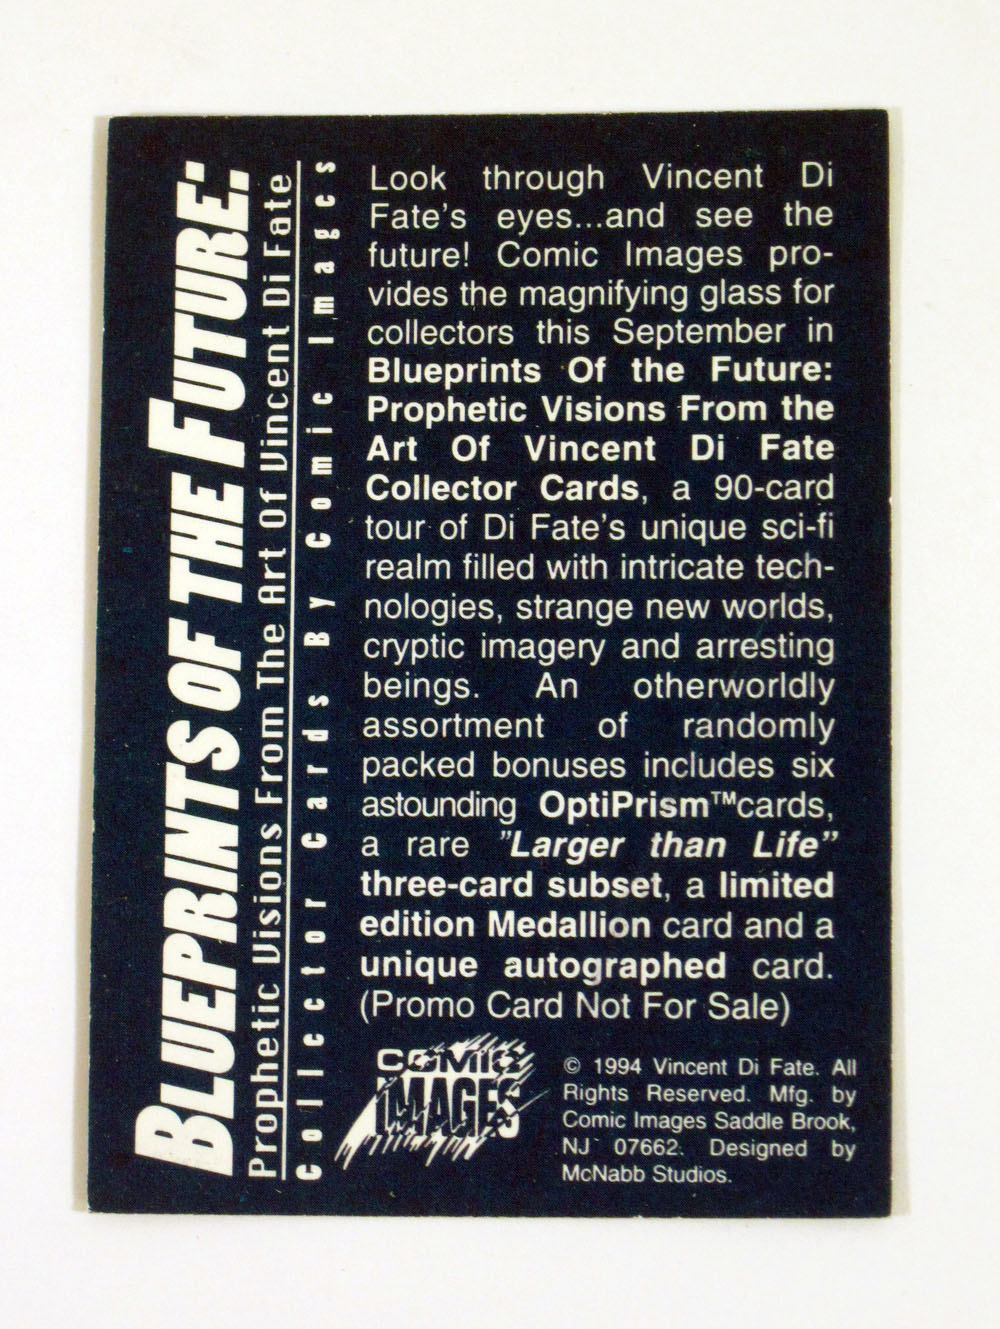 BLUEPRINTS OF THE FUTURE:
Prophetic Visions From The Art Of Vincent Di Fate
Collector Cards By Comic Images
Look through Vincent Di
Fate's eyes...and see the
future! Comic Images pro-
vides the magnifying glass for
collectors this September in
Blueprints Of the Future:
Prophetic Visions From the
Art Of Vincent Di Fate
Collector Cards, a 90-card
tour of Di Fate's unique sci-fi
realm filled with intricate tech-
nologies, strange new worlds,
cryptic imagery and arresting
beings. An otherworldly
assortment of randomly
packed bonuses includes six
astounding OptiPrism™cards,
a rare "Larger than Life"
three-card subset, a limited
edition Medallion card and a
unique autographed card.
(Promo Card Not For Sale)
COMIC
IMAGES
© 1994 Vincent Di Fate. All
Rights Reserved. Mfg. by
Comic Images Saddle Brook,
NJ 07662. Designed by
McNabb Studios.